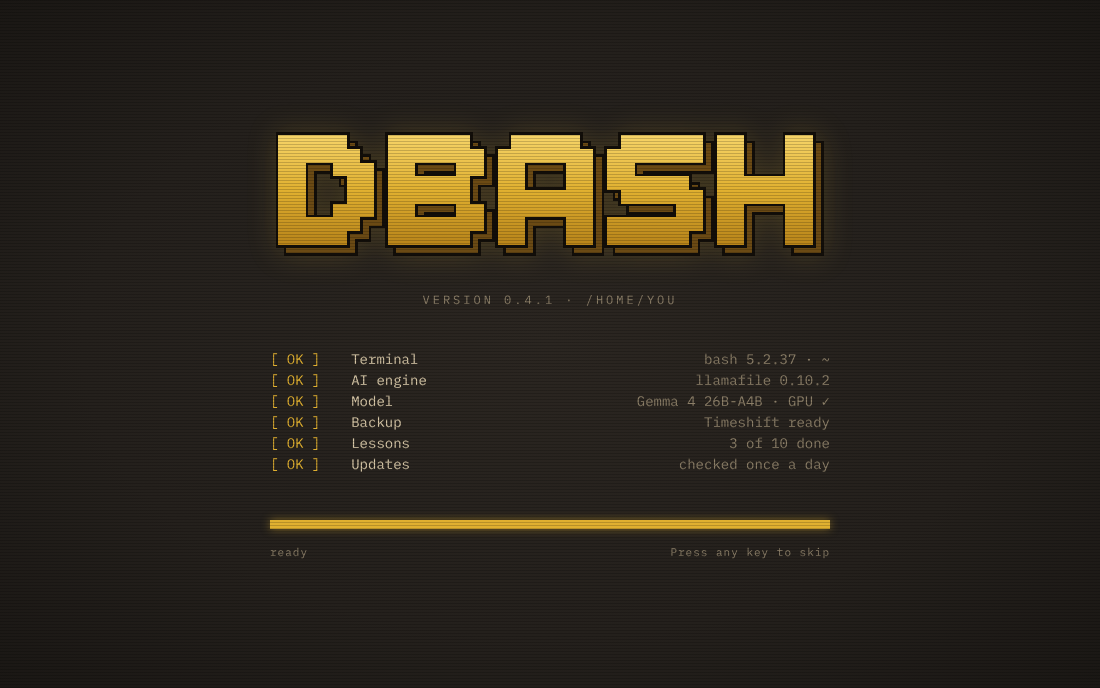 DBASH
VERSION 0.4.1 · /HOME/YOU
[ OK ] Terminal bash 5.2.37 · ~
[ OK ] AI engine llamafile 0.10.2
[ OK ] Model Gemma 4 26B-A4B · GPU ✓
[ OK ] Backup Timeshift ready
[ OK ] Lessons 3 of 10 done
[ OK ] Updates checked once a day
ready Press any key to skip